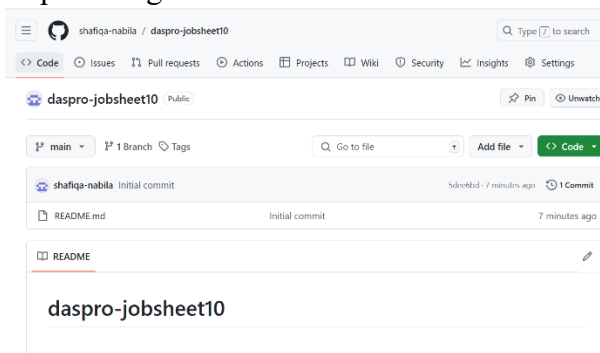 shafiqa-nabila / daspro-jobsheet10
Type / to search
Code Issues Pull requests Actions Projects Wiki Security Insights Settings
daspro-jobsheet10 Public
Pin Unwatch
main 1 Branch Tags
Go to file
Add file
Code
shafiqa-nabila Initial commit
7 minutes ago
1 Commit
README.md Initial commit 7 minutes ago
README
daspro-jobsheet10